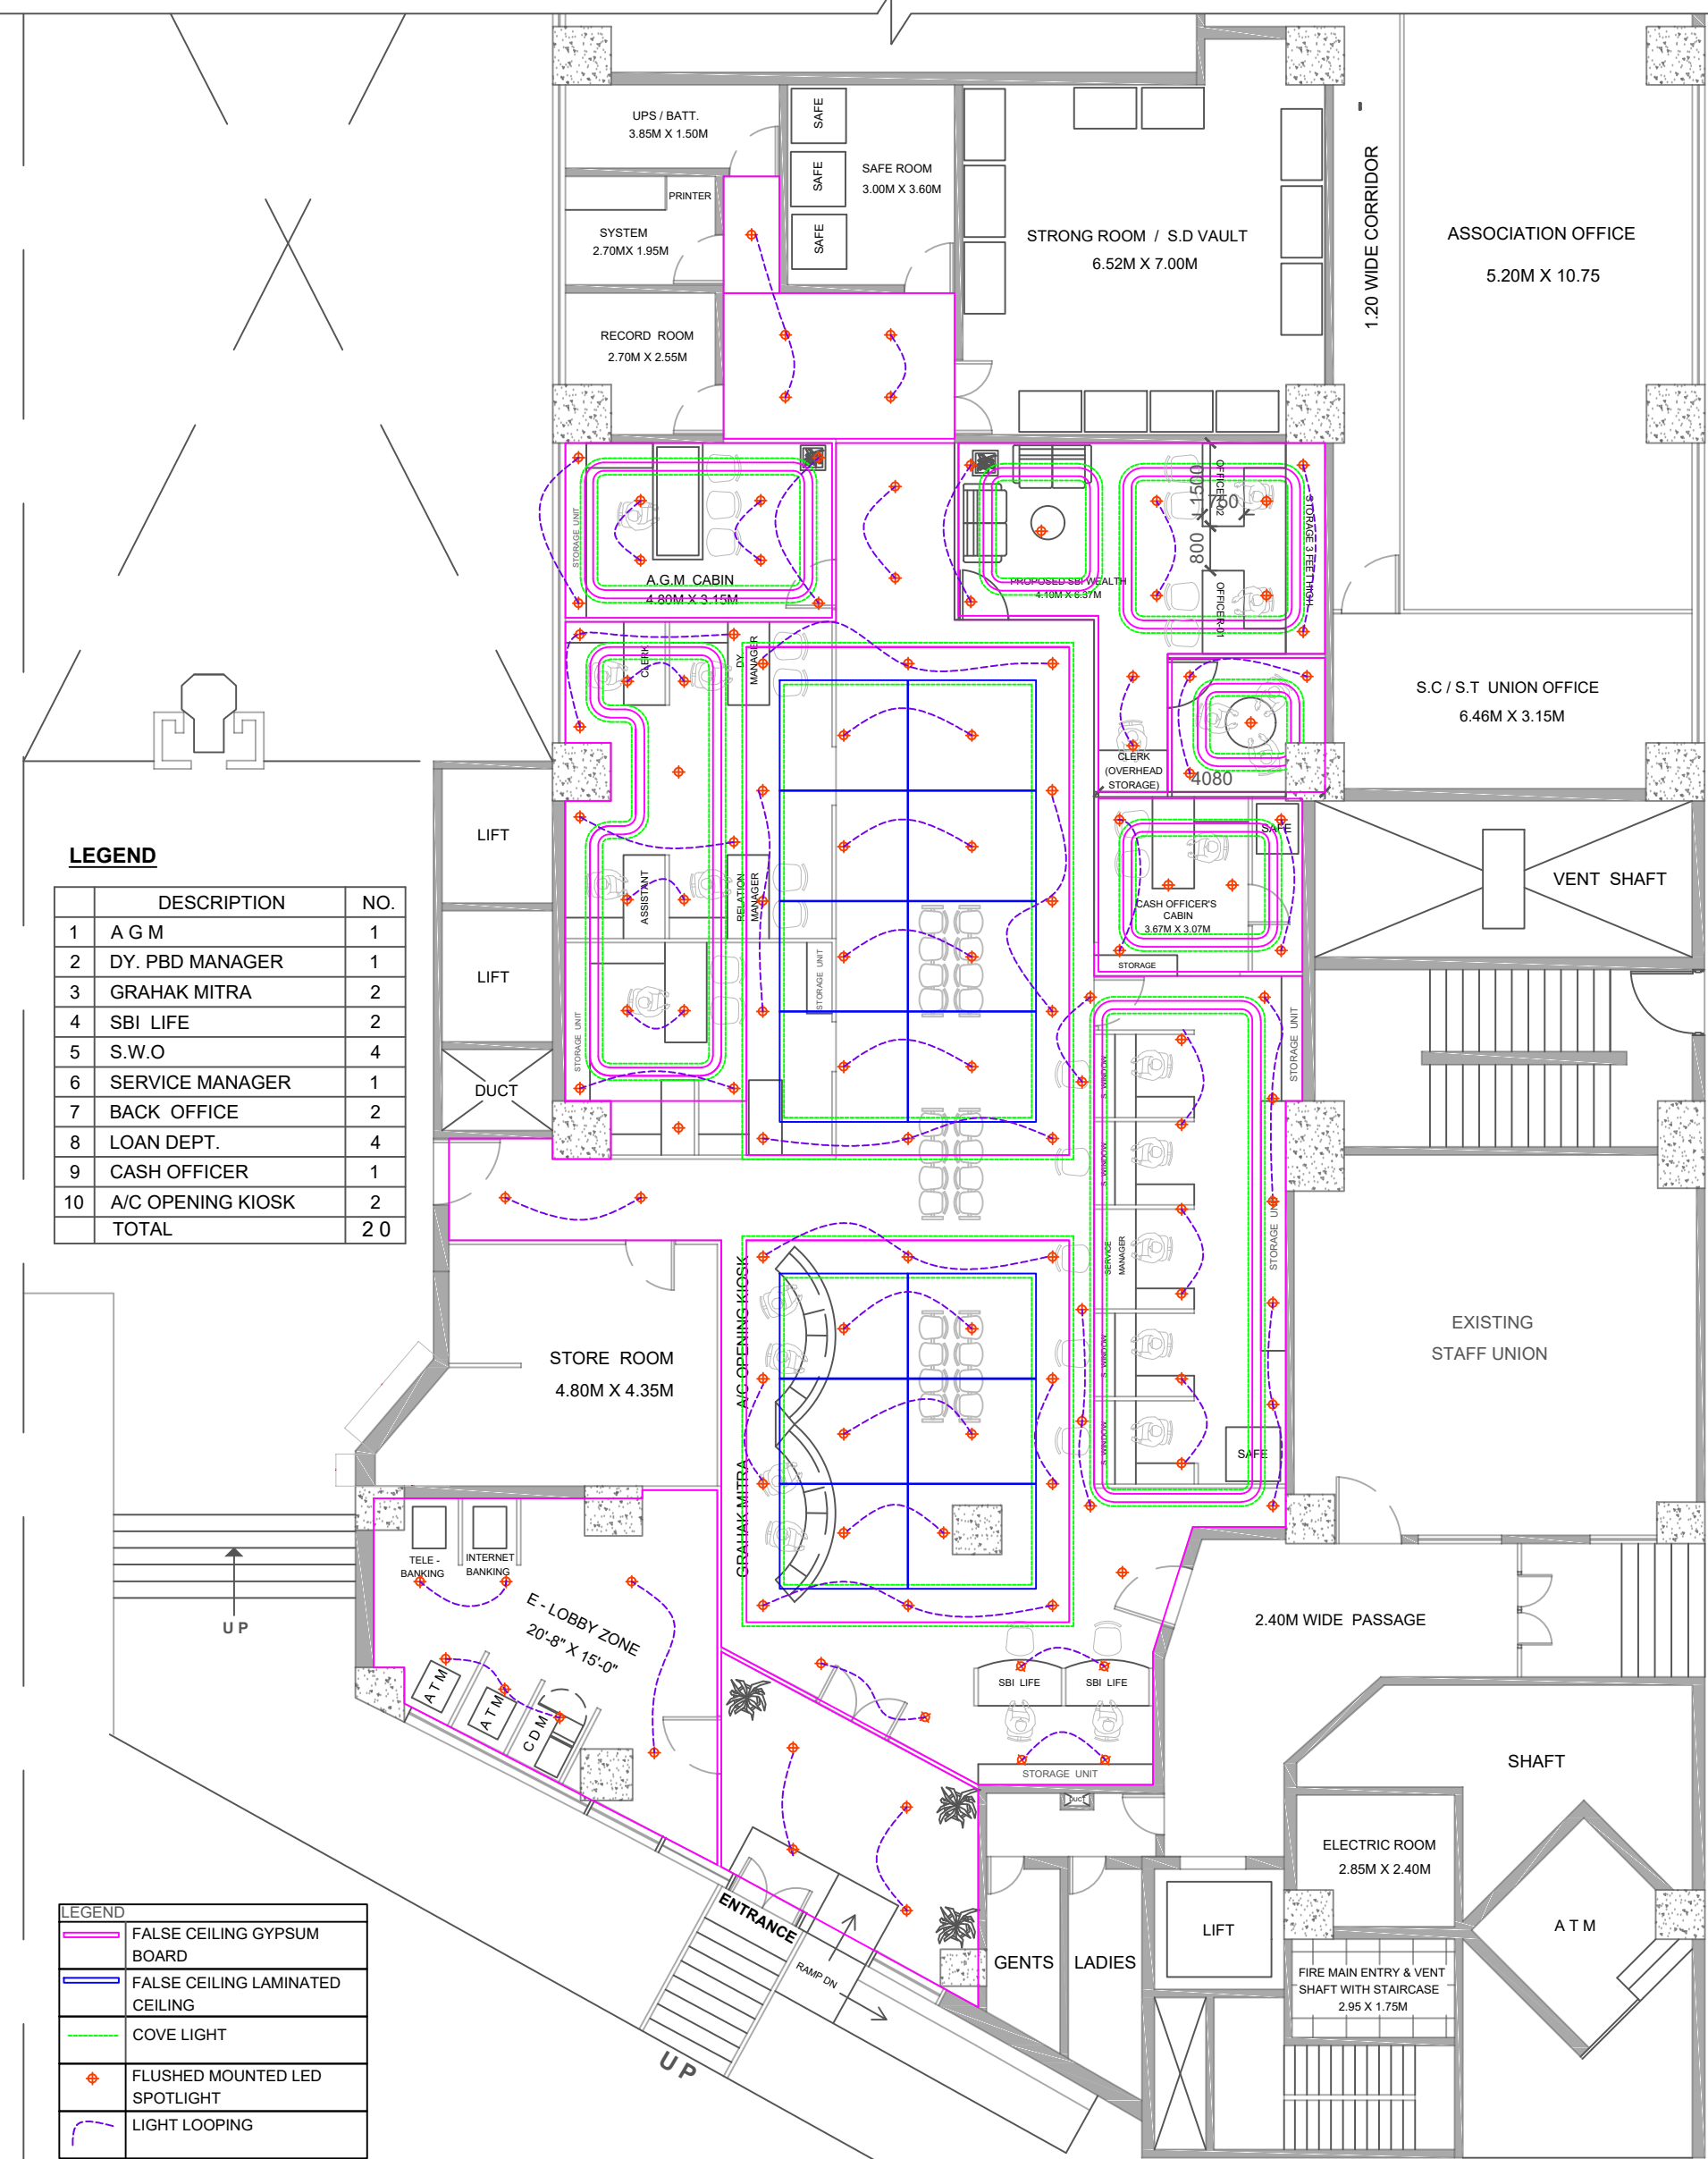 UPS / BATT.
3.85M X 1.50M
PRINTER
SYSTEM
2.70MX 1.95M
RECORD ROOM
2.70M X 2.55M
SAFE
SAFE
SAFE
SAFE ROOM
3.00M X 3.60M
STRONG ROOM / S.D VAULT
6.52M X 7.00M
1.20 WIDE CORRIDOR
ASSOCIATION OFFICE
5.20M X 10.75
STORAGE UNIT
A.G.M CABIN
4.80M X 3.15M
PROPOSED SBI WEALTH
4.10M X 6.37M
1500
OFFICER-02
750
800
OFFICER-01
STORAGE 3 FEET HIGH
S.C / S.T UNION OFFICE
6.46M X 3.15M
CLERK
DY.
MANAGER
CLERK
(OVERHEAD
STORAGE)
4080
LIFT
LIFT
DUCT
ASSISTANT
RELATION
MANAGER
STORAGE UNIT
STORAGE UNIT
SAFE
CASH OFFICER'S
CABIN
3.67M X 3.07M
STORAGE
VENT SHAFT
STORAGE UNIT
LEGEND
DESCRIPTION NO.
1 A G M 1
2 DY. PBD MANAGER 1
3 GRAHAK MITRA 2
4 SBI LIFE 2
5 S.W.O 4
6 SERVICE MANAGER 1
7 BACK OFFICE 2
8 LOAN DEPT. 4
9 CASH OFFICER 1
10 A/C OPENING KIOSK 2
TOTAL 2 0
S. WINDOW
S. WINDOW
SERVICE
MANAGER
S. WINDOW
S. WINDOW
STORAGE UNIT
SAFE
EXISTING
STAFF UNION
STORE ROOM
4.80M X 4.35M
A/C OPENING KIOSK
GRAHAK MITRA
TELE -
BANKING
INTERNET
BANKING
E - LOBBY ZONE
20'-8" X 15'-0"
A T M
A T M
C D M
U P
2.40M WIDE PASSAGE
SBI LIFE
SBI LIFE
STORAGE UNIT
DUCT
SHAFT
ELECTRIC ROOM
2.85M X 2.40M
A T M
LIFT
GENTS
LADIES
FIRE MAIN ENTRY & VENT
SHAFT WITH STAIRCASE
2.95 X 1.75M
ENTRANCE
RAMP DN
U P
LEGEND
FALSE CEILING GYPSUM
BOARD
FALSE CEILING LAMINATED
CEILING
COVE LIGHT
FLUSHED MOUNTED LED
SPOTLIGHT
LIGHT LOOPING